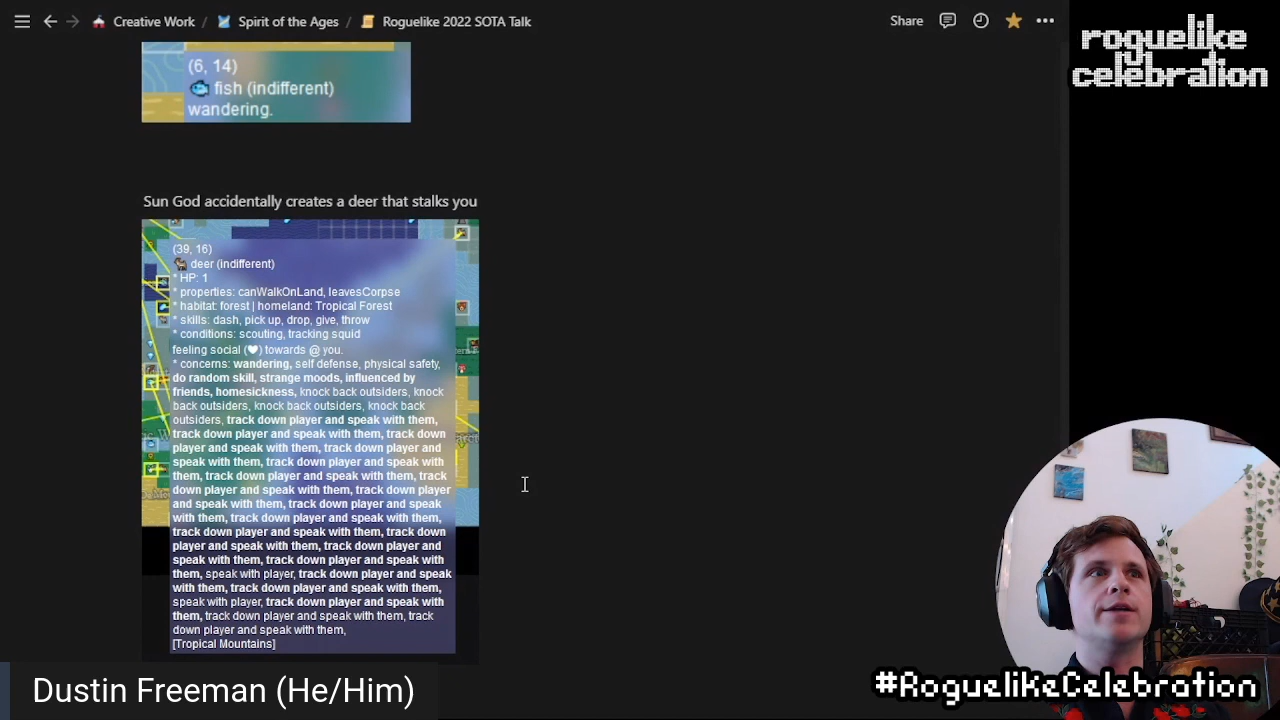 Creative Work / Spirit of the Ages / Roguelike 2022 SOTA Talk
Share
roguelike
celebration
(6, 14)
fish (indifferent)
wandering.
Sun God accidentally creates a deer that stalks you
(39, 16)
deer (indifferent)
* HP: 1
* properties: canWalkOnLand, leavesCorpse
* habitat: forest | homeland: Tropical Forest
* skills: dash, pick up, drop, give, throw
* conditions: scouting, tracking squid
feeling social (♥) towards @ you.
* concerns: wandering, self defense, physical safety,
do random skill, strange moods, influenced by
friends, homesickness, knock back outsiders, knock
back outsiders, knock back outsiders, knock back
outsiders, track down player and speak with them,
track down player and speak with them, track down
player and speak with them, track down player and
speak with them, track down player and speak with
them, track down player and speak with them, track
down player and speak with them, track down player
and speak with them, track down player and speak
with them, track down player and speak with them,
track down player and speak with them, track down
player and speak with them, track down player and
speak with them, track down player and speak with
them, speak with player, track down player and speak
with them, track down player and speak with them,
speak with player, track down player and speak with
them, track down player and speak with them, track
down player and speak with them,
[Tropical Mountains]
Dustin Freeman (He/Him)
#RoguelikeCelebration